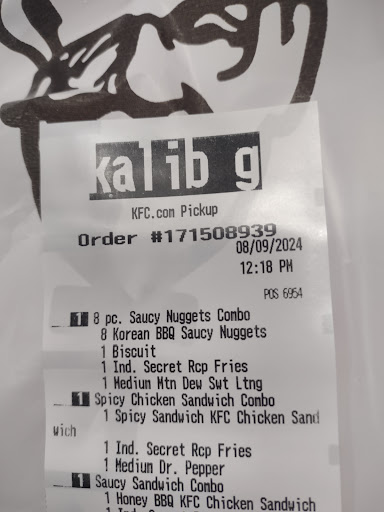 kalib g
KFC.com Pickup
Order #171508939
08/09/2024
12:18 PM
POS 6954
1 8 pc. Saucy Nuggets Combo
8 Korean BBQ Saucy Nuggets
1 Biscuit
1 Ind. Secret Rcp Fries
1 Medium Mtn Dew Swt Ltng
1 Spicy Chicken Sandwich Combo
1 Spicy Sandwich KFC Chicken Sand
wich
1 Ind. Secret Rcp Fries
1 Medium Dr. Pepper
1 Saucy Sandwich Combo
1 Honey BBQ KFC Chicken Sandwich